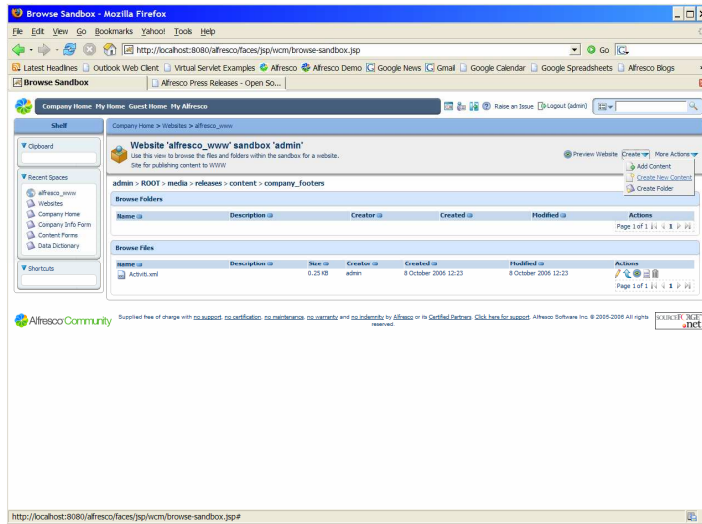 Browse Sandbox - Mozilla Firefox
File Edit View Go Bookmarks Yahoo! Tools Help
http://localhost:8080/alfresco/faces/jsp/wcm/browse-sandbox.jsp Go
Latest Headlines Outlook Web Client Virtual Servlet Examples Alfresco Alfresco Demo Google News Gmail Google Calendar Google Spreadsheets Alfresco Blogs
Browse Sandbox Alfresco Press Releases - Open So...
Company Home My Home Guest Home My Alfresco Raise an Issue Logout (admin)
Shelf
Company Home > Websites > alfresco_www
Clipboard
Website 'alfresco_www' sandbox 'admin'
Use this view to browse the files and folders within the sandbox for a website.
Site for publishing content to WWW
Preview Website Create More Actions
Add Content
Create New Content
Create Folder
Recent Spaces
alfresco_www
Websites
Company Home
Company Info Form
Content Forms
Data Dictionary
Shortcuts
admin > ROOT > media > releases > content > company_footers
Browse Folders
Name Description Creator Created Modified Actions
Page 1 of 1 1
Browse Files
Name Description Size Creator Created Modified Actions
Activiti.xml 0.25 KB admin 8 October 2006 12:23 8 October 2006 12:23
Page 1 of 1 1
Alfresco Community
Supplied free of charge with no support, no certification, no maintenance, no warranty and no indemnity by Alfresco or its Certified Partners. Click here for support. Alfresco Software Inc. © 2005-2006 All rights
reserved.
SOURCEFORGE
.net
http://localhost:8080/alfresco/faces/jsp/wcm/browse-sandbox.jsp#